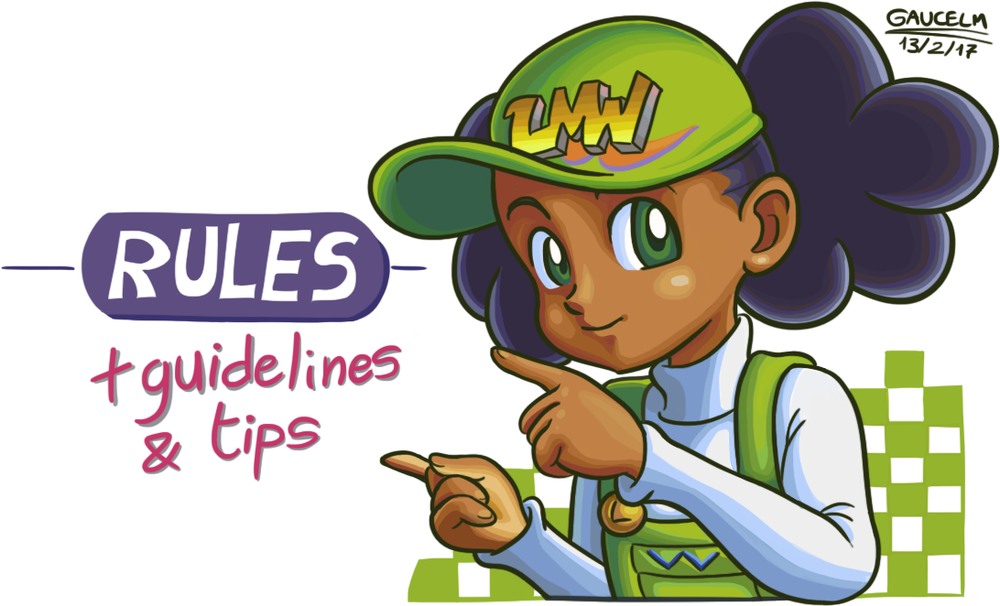 GAUCELM
13/2/17
LMW
RULES
+ guidelines
& tips